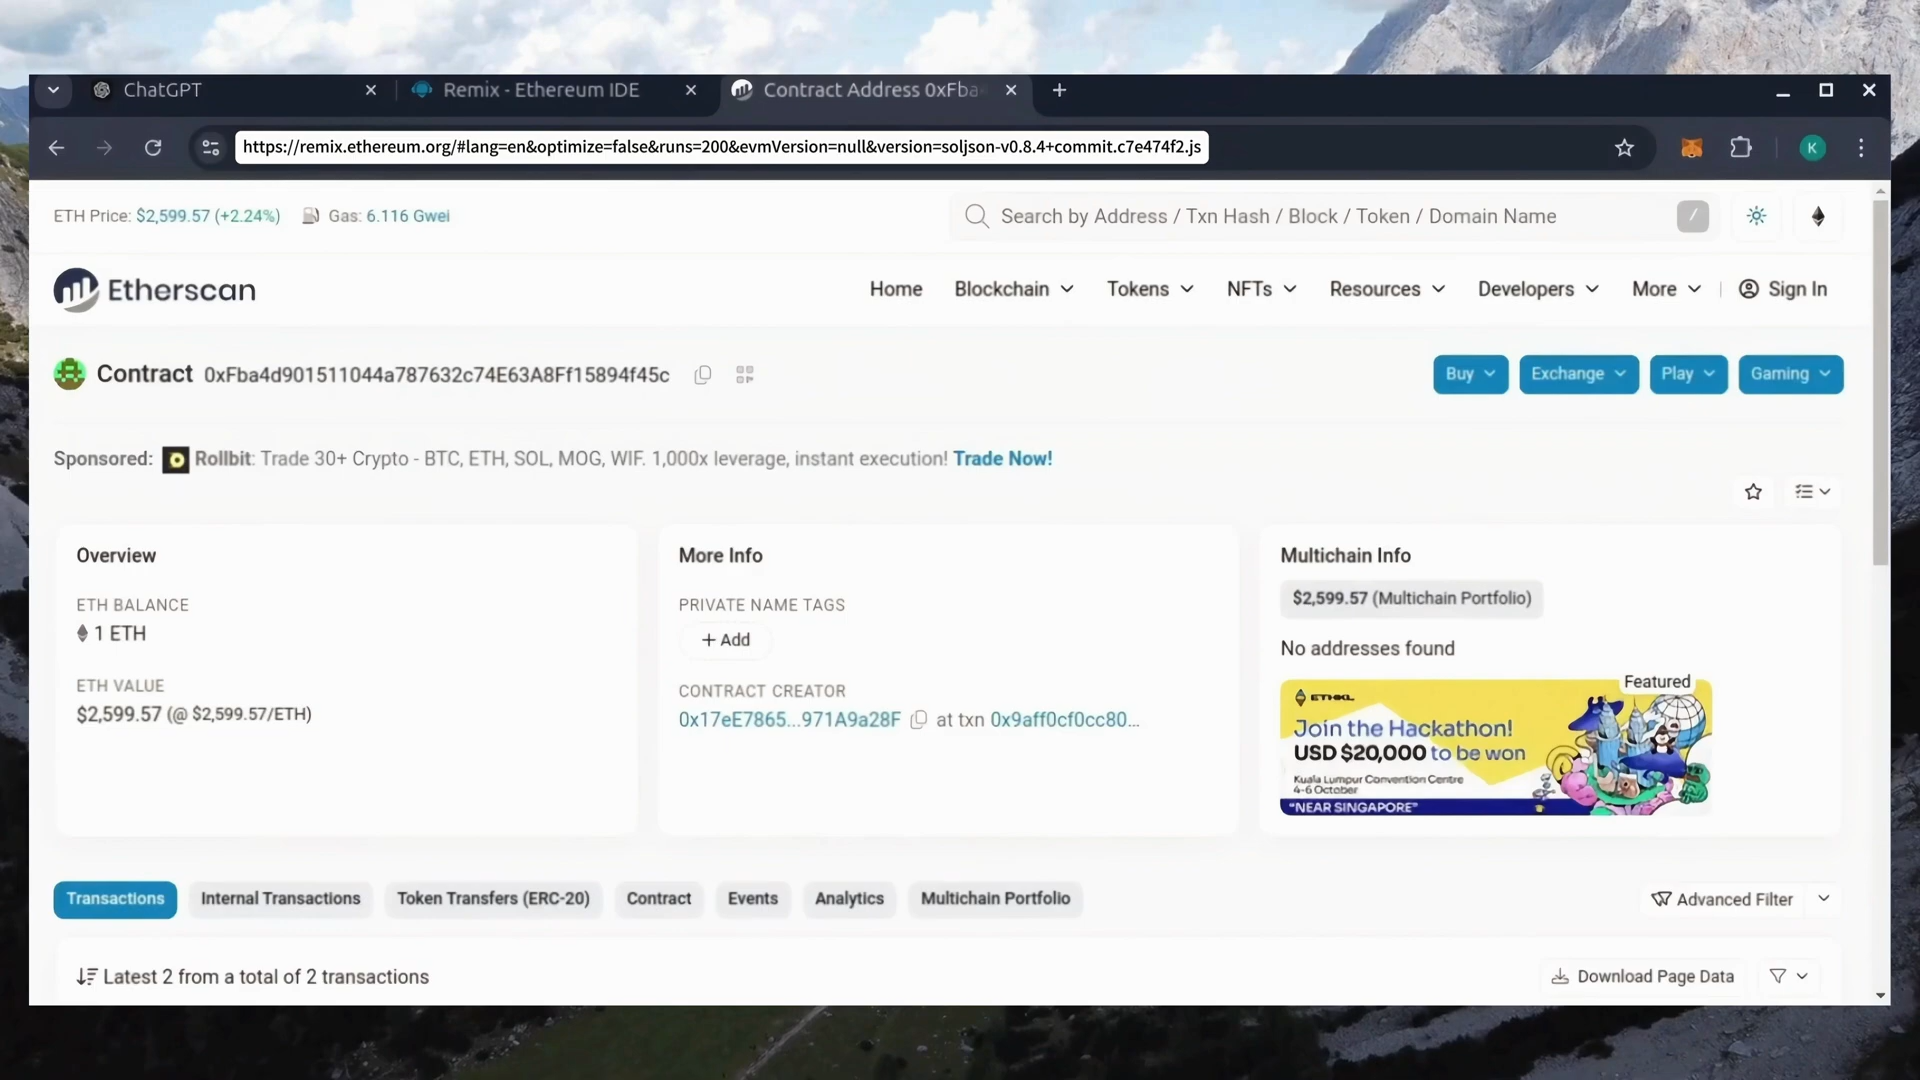 ChatGPT
Remix - Ethereum IDE
Contract Address 0xFba
https://remix.ethereum.org/#lang=en&optimize=false&runs=200&evmVersion=null&version=soljson-v0.8.4+commit.c7e474f2.js
K
ETH Price: $2,599.57 (+2.24%) Gas: 6.116 Gwei
Search by Address / Txn Hash / Block / Token / Domain Name /
Etherscan
Home Blockchain Tokens NFTs Resources Developers More Sign In
Contract 0xFba4d901511044a787632c74E63A8Ff15894f45c
Buy Exchange Play Gaming
Sponsored: Rollbit: Trade 30+ Crypto - BTC, ETH, SOL, MOG, WIF. 1,000x leverage, instant execution! Trade Now!
Overview
ETH BALANCE
1 ETH
ETH VALUE
$2,599.57 (@ $2,599.57/ETH)
More Info
PRIVATE NAME TAGS
+ Add
CONTRACT CREATOR
0x17eE7865...971A9a28F at txn 0x9aff0cf0cc80...
Multichain Info
$2,599.57 (Multichain Portfolio)
No addresses found
Featured
ETHKL
Join the Hackathon!
USD $20,000 to be won
Kuala Lumpur Convention Centre
4-6 October
"NEAR SINGAPORE"
Transactions Internal Transactions Token Transfers (ERC-20) Contract Events Analytics Multichain Portfolio
Advanced Filter
Latest 2 from a total of 2 transactions
Download Page Data